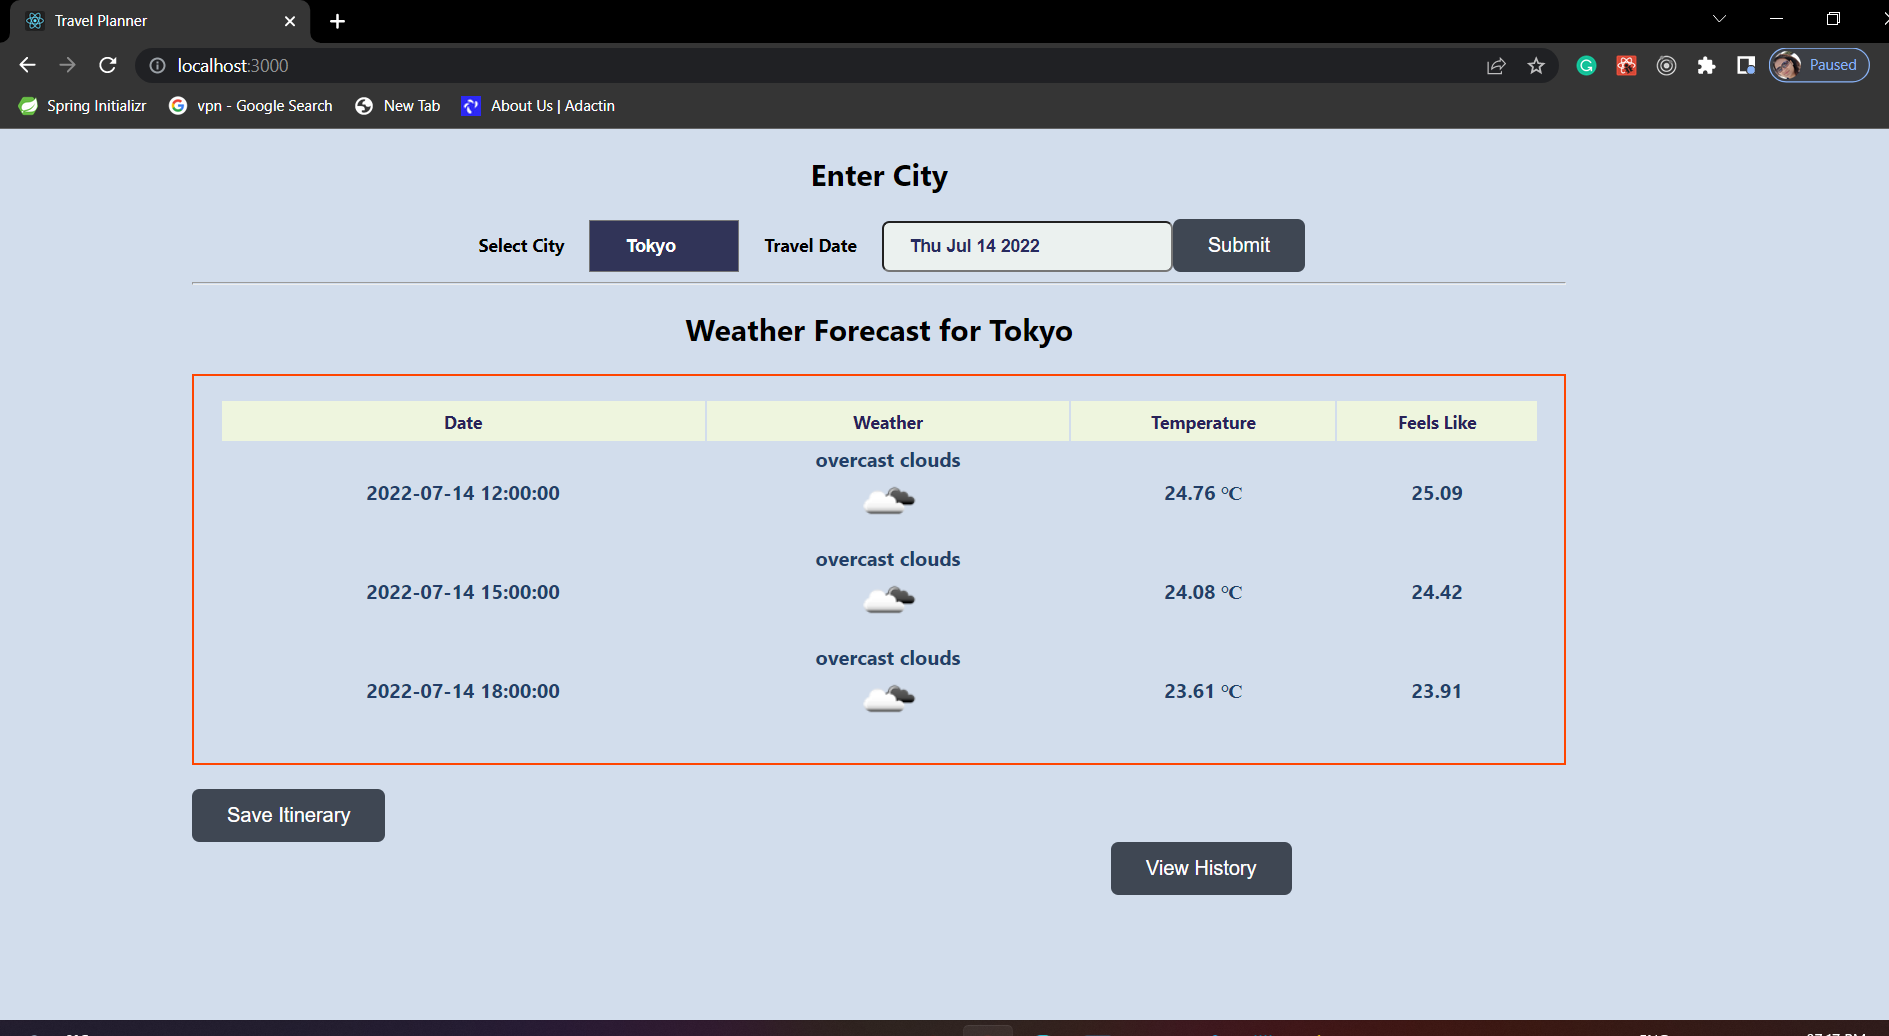 Travel Planner
localhost:3000
Paused
Spring Initializr vpn - Google Search New Tab About Us | Adactin
Enter City
Select City Tokyo Travel Date Thu Jul 14 2022 Submit
Weather Forecast for Tokyo
Date Weather Temperature Feels Like
overcast clouds
2022-07-14 12:00:00 24.76 °C 25.09
overcast clouds
2022-07-14 15:00:00 24.08 °C 24.42
overcast clouds
2022-07-14 18:00:00 23.61 °C 23.91
Save Itinerary
View History